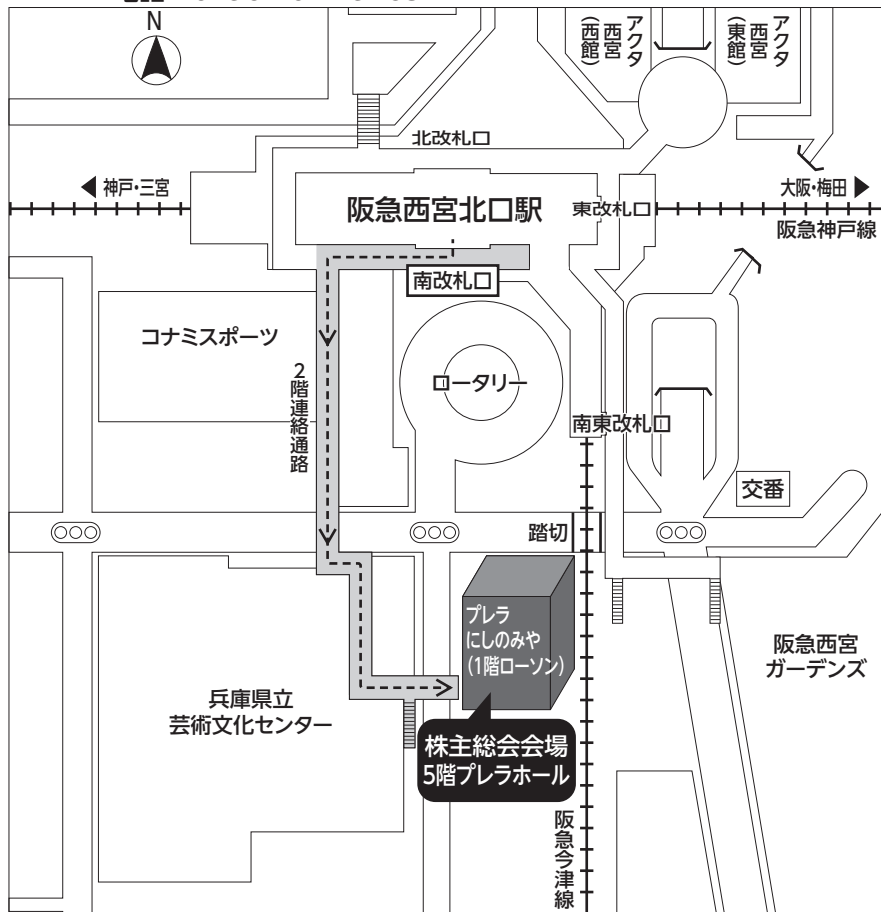 N
アクタ
西宮
(西館)
アクタ
西宮
(東館)
北改札口
神戸・三宮
阪急西宮北口駅
東改札口
大阪・梅田
阪急神戸線
南改札口
コナミスポーツ
2階連絡通路
ロータリー
南東改札口
交番
踏切
プレラ
にしのみや
(1階ローソン)
阪急西宮
ガーデンズ
兵庫県立
芸術文化センター
株主総会会場
5階プレラホール
阪急今津線